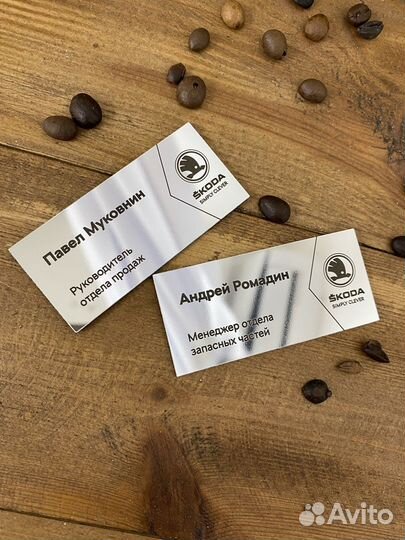 Павел Муковнин
Руководитель
отдела продаж
ŠKODA
SIMPLY CLEVER
Андрей Ромадин
Менеджер отдела
запасных частей
ŠKODA
SIMPLY CLEVER
Avito